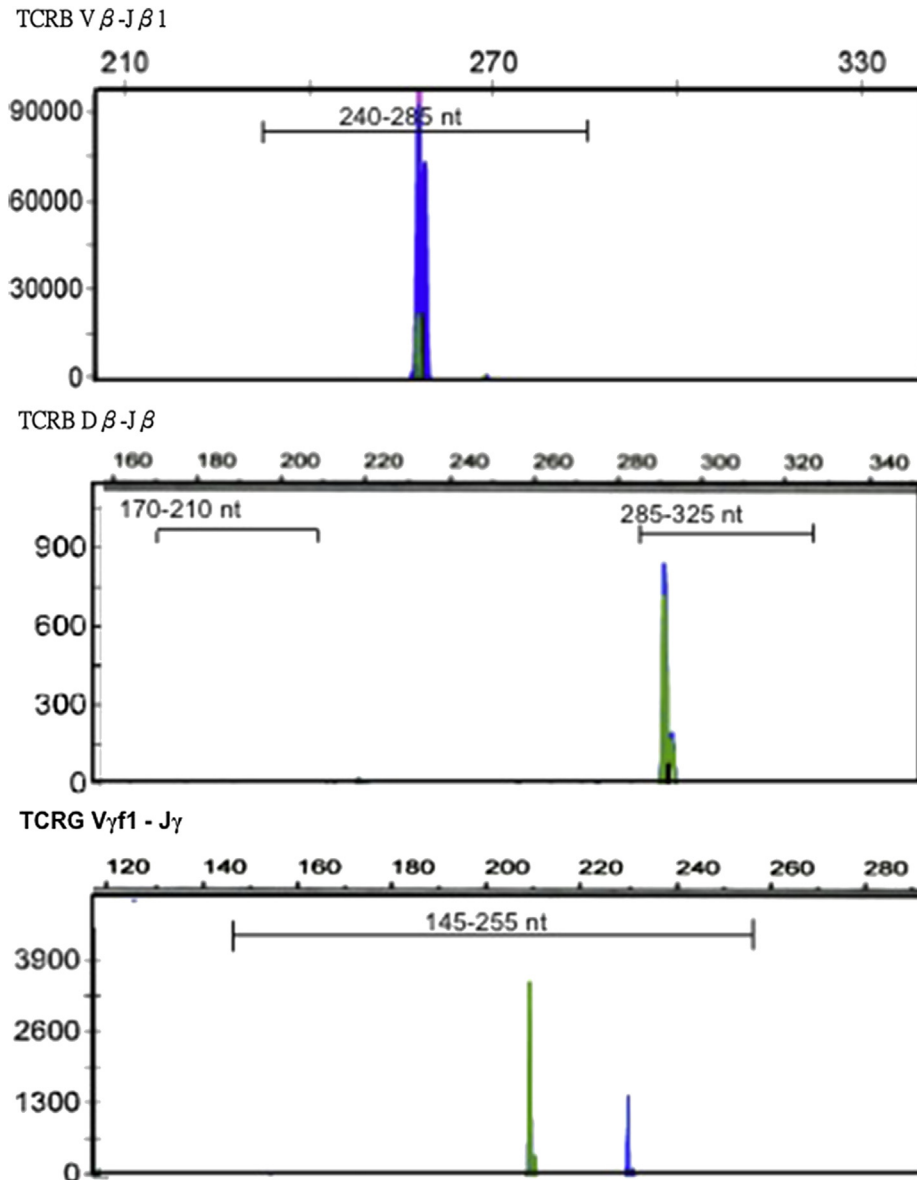 TCRB Vβ-Jβ1
210 270 330
240-285 nt
90000
60000
30000
0
TCRB Dβ-Jβ
160 180 200 220 240 260 280 300 320 340
170-210 nt 285-325 nt
900
600
300
0
TCRG Vγf1 - Jγ
120 140 160 180 200 220 240 260 280
145-255 nt
3900
2600
1300
0